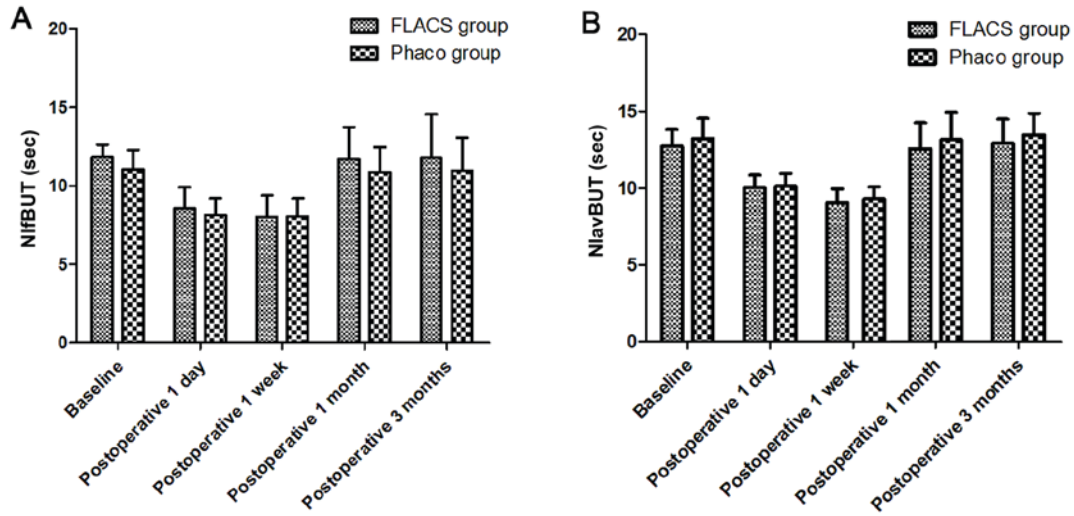 A
FLACS group
Phaco group
NIfBUT (sec)
20
15
10
5
0
Baseline
Postoperative 1 day
Postoperative 1 week
Postoperative 1 month
Postoperative 3 months
B
FLACS group
Phaco group
NIavBUT (sec)
20
15
10
5
0
Baseline
Postoperative 1 day
Postoperative 1 week
Postoperative 1 month
Postoperative 3 months